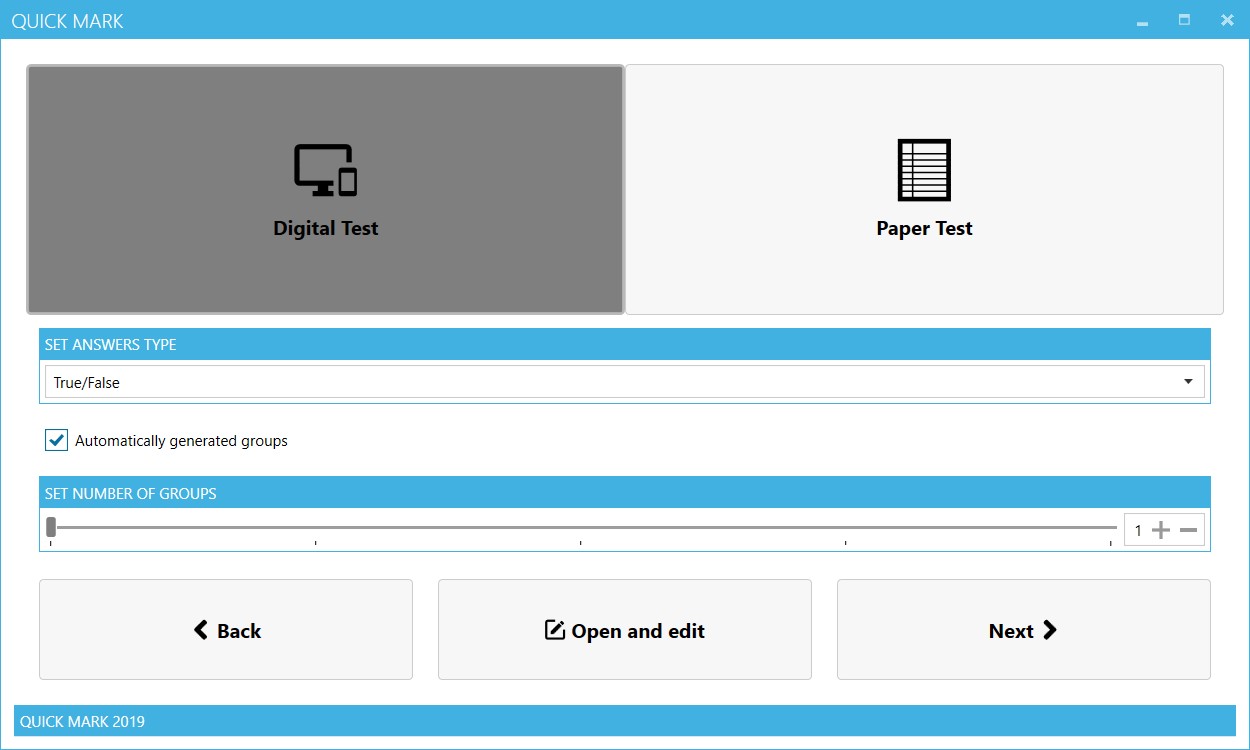 QUICK MARK
Digital Test
Paper Test
SET ANSWERS TYPE
True/False
Automatically generated groups
SET NUMBER OF GROUPS
1
Back
Open and edit
Next
QUICK MARK 2019